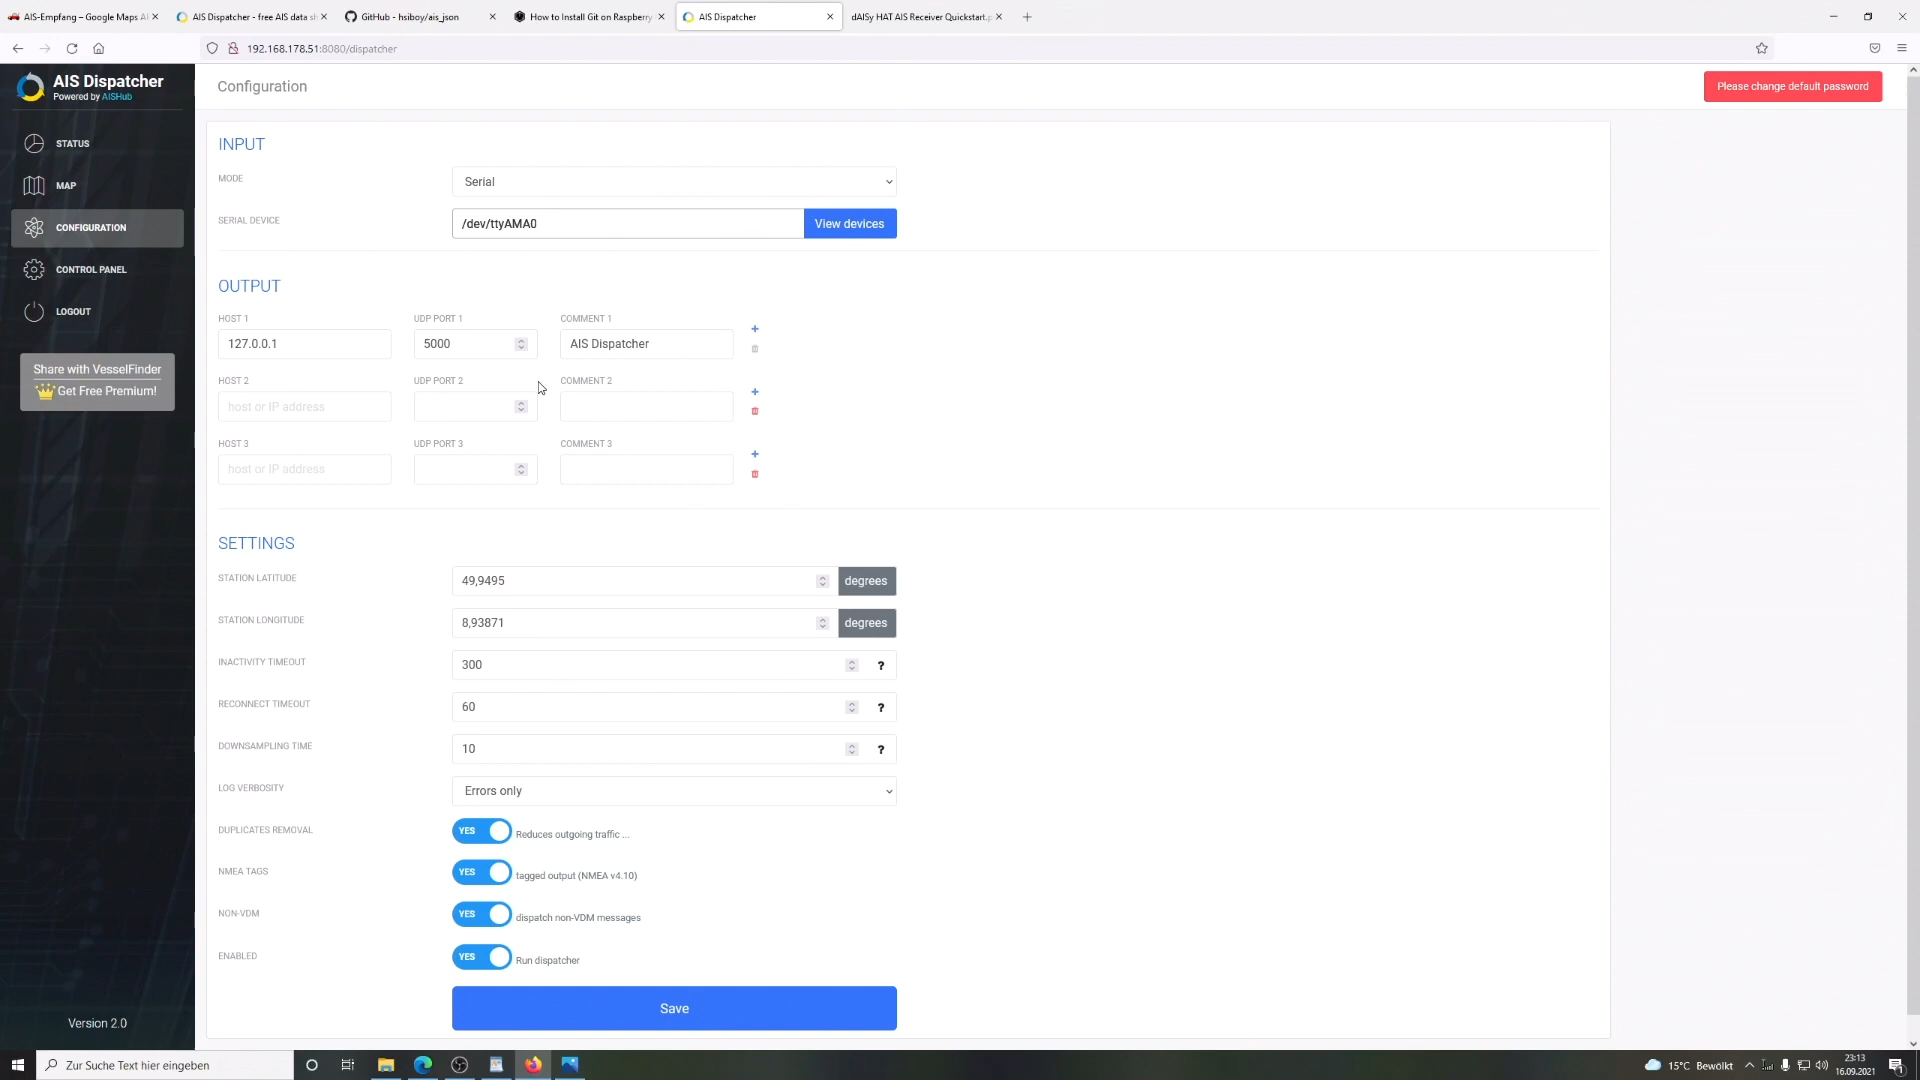 AIS-Empfang – Google Maps AI
AIS Dispatcher - free AIS data sh
GitHub - hsiboy/ais_json
How to Install Git on Raspberry
AIS Dispatcher
dAISy HAT AIS Receiver Quickstart.p
192.168.178.51:8080/dispatcher
AIS Dispatcher
Powered by AISHub
Configuration
Please change default password
STATUS
MAP
CONFIGURATION
CONTROL PANEL
LOGOUT
Share with VesselFinder
Get Free Premium!
Version 2.0
INPUT
MODE
Serial
SERIAL DEVICE
/dev/ttyAMA0
View devices
OUTPUT
HOST 1
UDP PORT 1
COMMENT 1
127.0.0.1
5000
AIS Dispatcher
HOST 2
UDP PORT 2
COMMENT 2
host or IP address
HOST 3
UDP PORT 3
COMMENT 3
host or IP address
SETTINGS
STATION LATITUDE
49,9495
degrees
STATION LONGITUDE
8,93871
degrees
INACTIVITY TIMEOUT
300
?
RECONNECT TIMEOUT
60
?
DOWNSAMPLING TIME
10
?
LOG VERBOSITY
Errors only
DUPLICATES REMOVAL
YES
Reduces outgoing traffic ...
NMEA TAGS
YES
tagged output (NMEA v4.10)
NON-VDM
YES
dispatch non-VDM messages
ENABLED
YES
Run dispatcher
Save
Zur Suche Text hier eingeben
15°C Bewölkt
23:13
16.09.2021